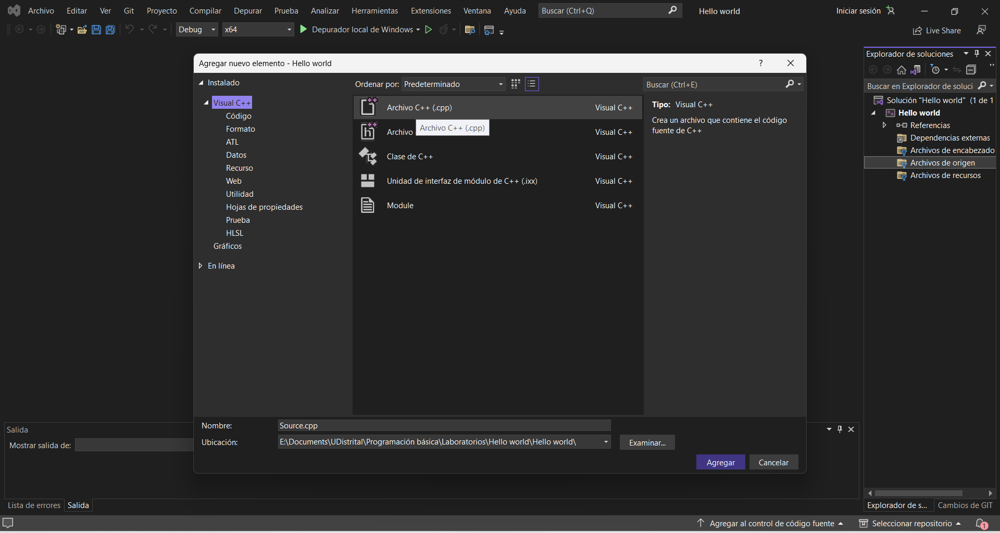 Archivo Editar Ver Git Proyecto Compilar Depurar Prueba Analizar Herramientas Extensiones Ventana Ayuda Buscar (Ctrl+Q) Hello world Iniciar sesión
Debug x64 Depurador local de Windows Live Share
Agregar nuevo elemento - Hello world ?
Instalado
Visual C++
Código
Formato
ATL
Datos
Recurso
Web
Utilidad
Hojas de propiedades
Prueba
HLSL
Gráficos
En línea
Ordenar por: Predeterminado
Archivo C++ (.cpp) Visual C++
Archivo C++ (.cpp)
Archivo Visual C++
Clase de C++ Visual C++
Unidad de interfaz de módulo de C++ (.ixx) Visual C++
Module Visual C++
Buscar (Ctrl+E)
Tipo: Visual C++
Crea un archivo que contiene el código
fuente de C++
Nombre: Source.cpp
Ubicación: E:\Documents\UDistrital\Programación básica\Laboratorios\Hello world\Hello world\ Examinar...
Agregar Cancelar
Explorador de soluciones
Buscar en Explorador de soluci
Solución "Hello world" (1 de 1
Hello world
Referencias
Dependencias externas
Archivos de encabezado
Archivos de origen
Archivos de recursos
Salida
Mostrar salida de:
Lista de errores Salida
Explorador de s... Cambios de GIT
Agregar al control de código fuente Seleccionar repositorio 1